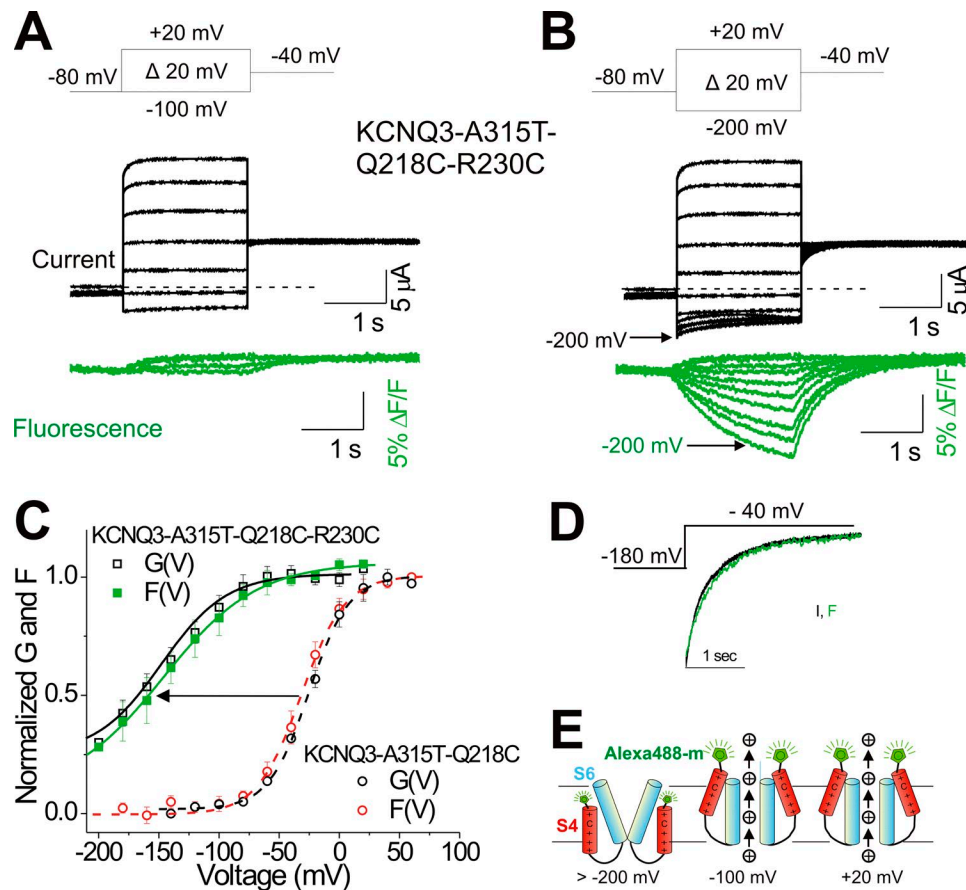 A
+20 mV
-80 mV
Δ 20 mV
-40 mV
-100 mV
KCNQ3-A315T-
Q218C-R230C
Current
5 µA
1 s
Fluorescence
1 s
5% ΔF/F
B
+20 mV
-80 mV
Δ 20 mV
-40 mV
-200 mV
-200 mV
5 µA
1 s
-200 mV
1 s
5% ΔF/F
C
KCNQ3-A315T-Q218C-R230C
G(V)
F(V)
1.0
0.5
0.0
Normalized G and F
KCNQ3-A315T-Q218C
G(V)
F(V)
-200 -150 -100 -50 0 50 100
Voltage (mV)
D
- 40 mV
-180 mV
I, F
1 sec
E
Alexa488-m
S6
S4
C
+
+
+
C
+
+
+
C
+
+
+
C
+
+
+
C
+
+
+
C
+
+
+
> -200 mV
-100 mV
+20 mV